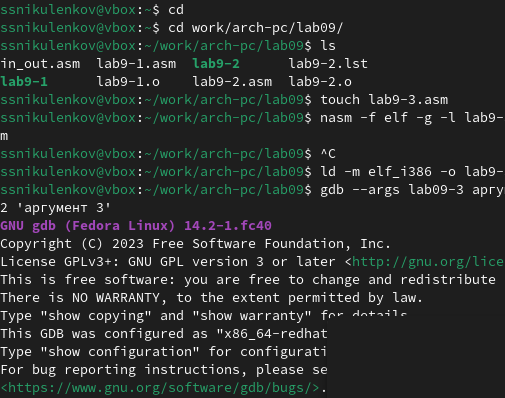 ssnikulenkov@vbox:~$ cd
ssnikulenkov@vbox:~$ cd work/arch-pc/lab09/
ssnikulenkov@vbox:~/work/arch-pc/lab09$ ls
in_out.asm lab9-1.asm lab9-2 lab9-2.lst
lab9-1 lab9-1.o lab9-2.asm lab9-2.o
ssnikulenkov@vbox:~/work/arch-pc/lab09$ touch lab9-3.asm
ssnikulenkov@vbox:~/work/arch-pc/lab09$ nasm -f elf -g -l lab9-
m
ssnikulenkov@vbox:~/work/arch-pc/lab09$ ^C
ssnikulenkov@vbox:~/work/arch-pc/lab09$ ld -m elf_i386 -o lab9-
ssnikulenkov@vbox:~/work/arch-pc/lab09$ gdb --args lab09-3 аргу
2 'аргумент 3'
GNU gdb (Fedora Linux) 14.2-1.fc40
Copyright (C) 2023 Free Software Foundation, Inc.
License GPLv3+: GNU GPL version 3 or later <http://gnu.org/lice
This is free software: you are free to change and redistribute
There is NO WARRANTY, to the extent permitted by law.
Type "show copying" and "show warranty" for details.
This GDB was configured as "x86_64-redhat
Type "show configuration" for configurati
For bug reporting instructions, please se
<https://www.gnu.org/software/gdb/bugs/>.